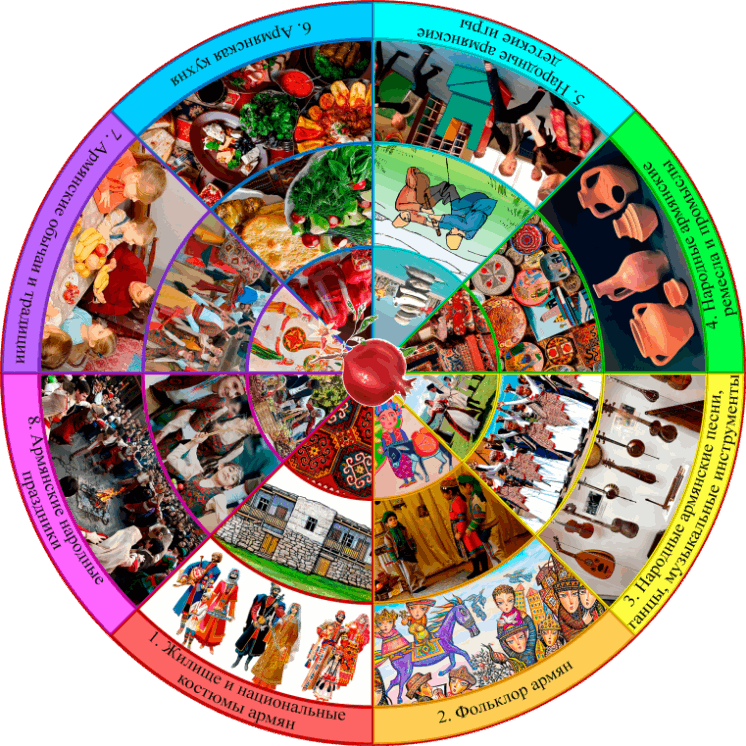 1. Жилище и национальные
костюмы армян
2. Фольклор армян
3. Народные армянские песни,
танцы, музыкальные инструменты
4. Народные армянские
ремесла и промыслы
5. Народные армянские
детские игры
6. Армянская кухня
7. Армянские обычаи и традиции
8. Армянские народные
праздники